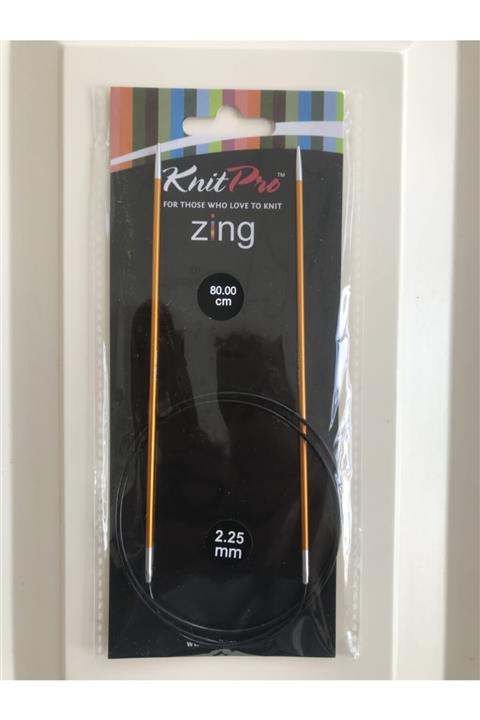 KnitPro™
FOR THOSE WHO LOVE TO KNIT
zing
80.00
cm
2.25
mm